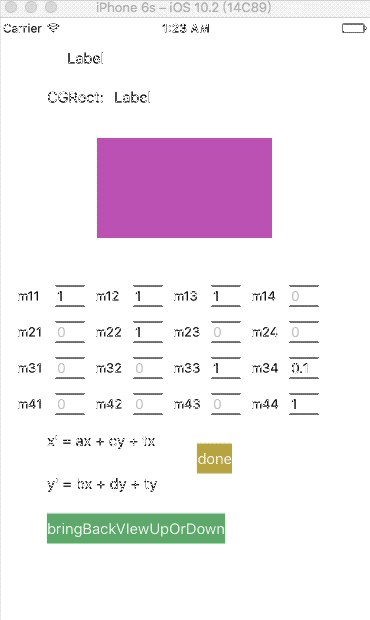 iPhone 6s – iOS 10.2 (14C89)
Carrier 1:23 AM
Label
CGRect: Label
m11 1 m12 1 m13 1 m14 0
m21 0 m22 1 m23 0 m24 0
m31 0 m32 0 m33 1 m34 0.1
m41 0 m42 0 m43 0 m44 1
x' = ax + cy + tx
done
y' = bx + dy + ty
bringBackVIewUpOrDown